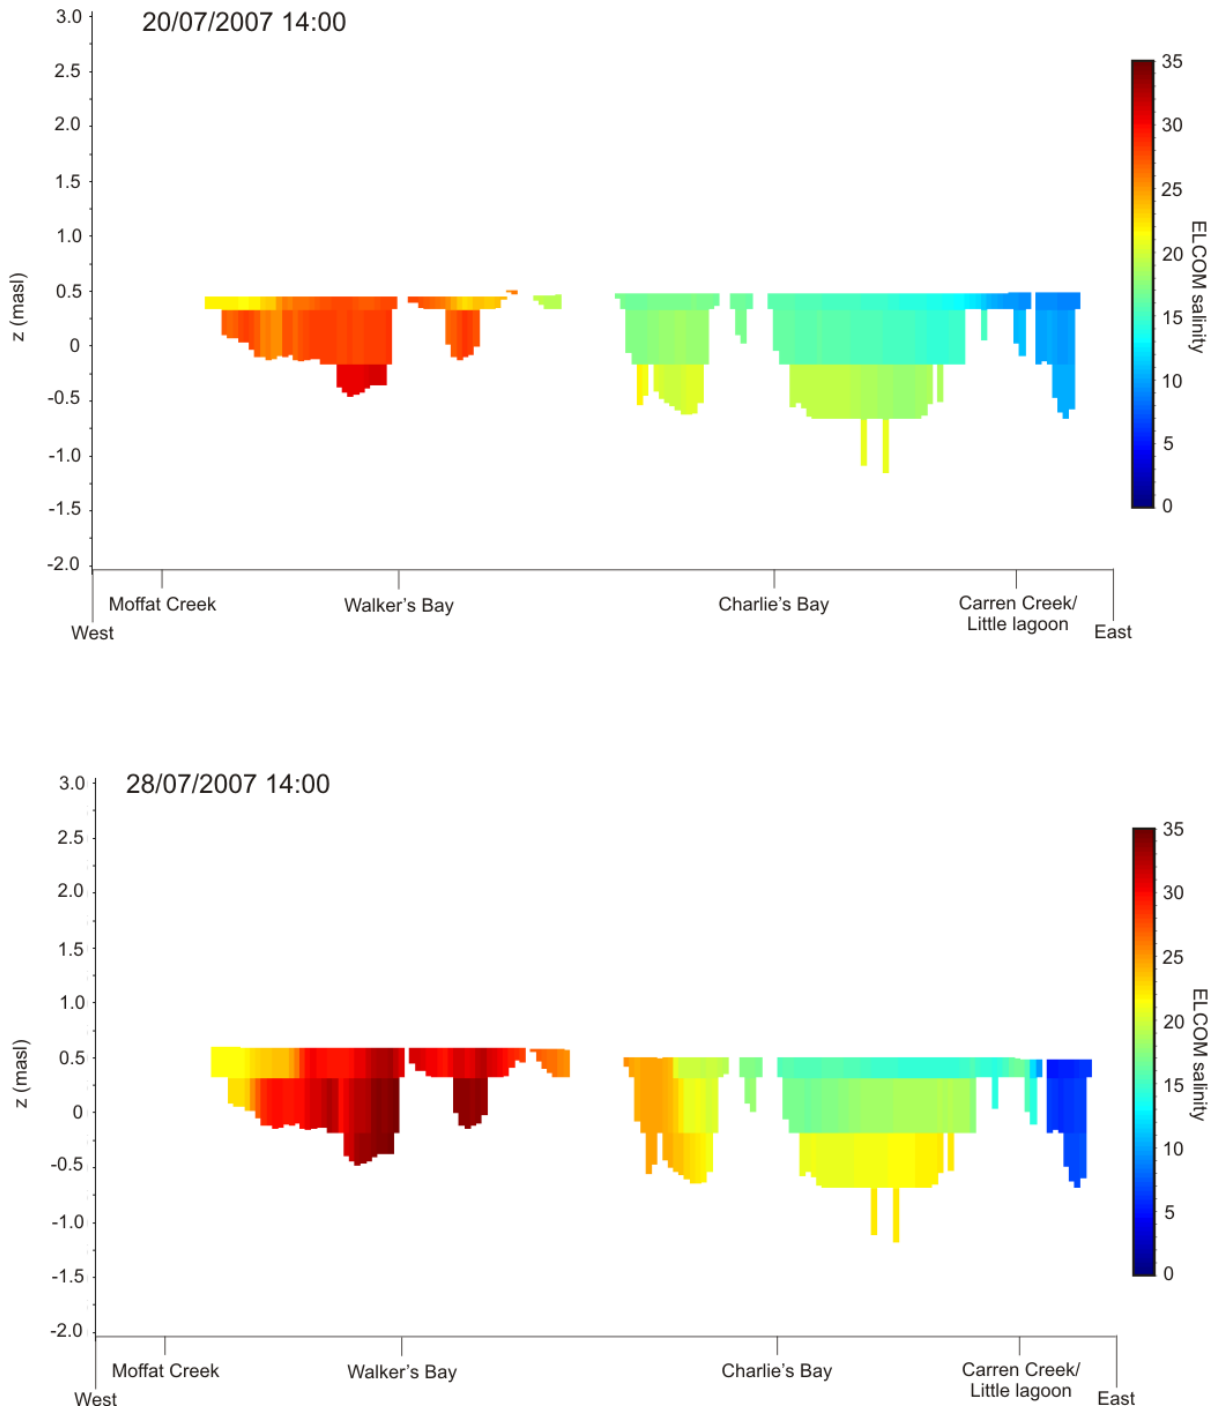 20/07/2007 14:00
3.0
2.5
2.0
1.5
1.0
0.5
0
-0.5
-1.0
-1.5
-2.0
z (masl)
35
30
25
20
15
10
5
0
ELCOM salinity
Moffat Creek
Walker's Bay
Charlie's Bay
Carren Creek/
Little lagoon
West
East
28/07/2007 14:00
3.0
2.5
2.0
1.5
1.0
0.5
0
-0.5
-1.0
-1.5
-2.0
z (masl)
35
30
25
20
15
10
5
0
ELCOM salinity
Moffat Creek
Walker's Bay
Charlie's Bay
Carren Creek/
Little lagoon
West
East